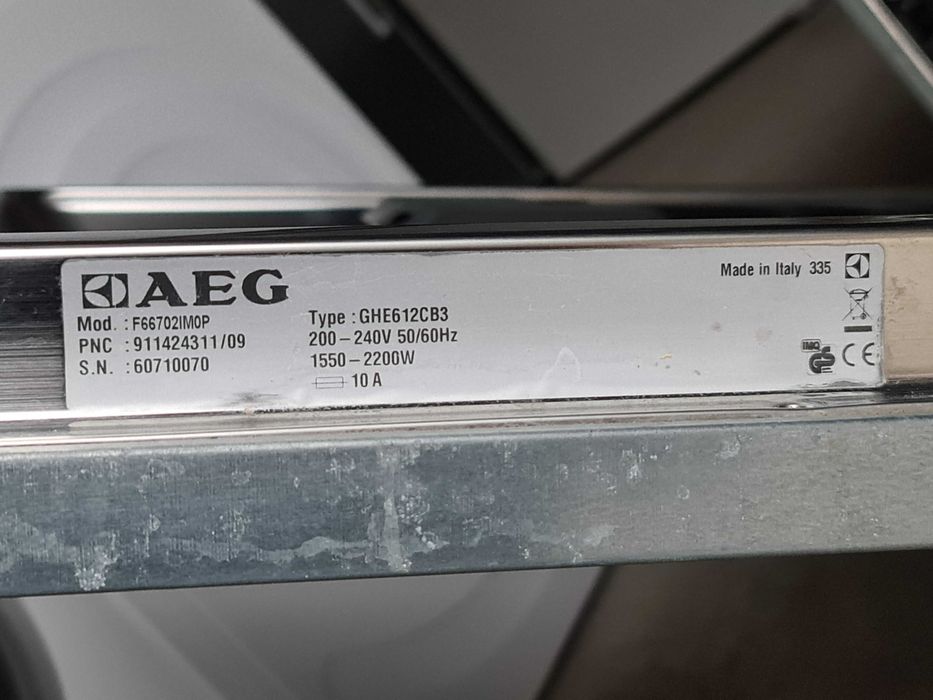 AEG
Made in Italy 335
Mod. : F66702IM0P
PNC : 911424311/09
S.N. : 60710070
Type : GHE612CB3
200-240V 50/60Hz
1550-2200W
10 A
IMQ
GS
CE